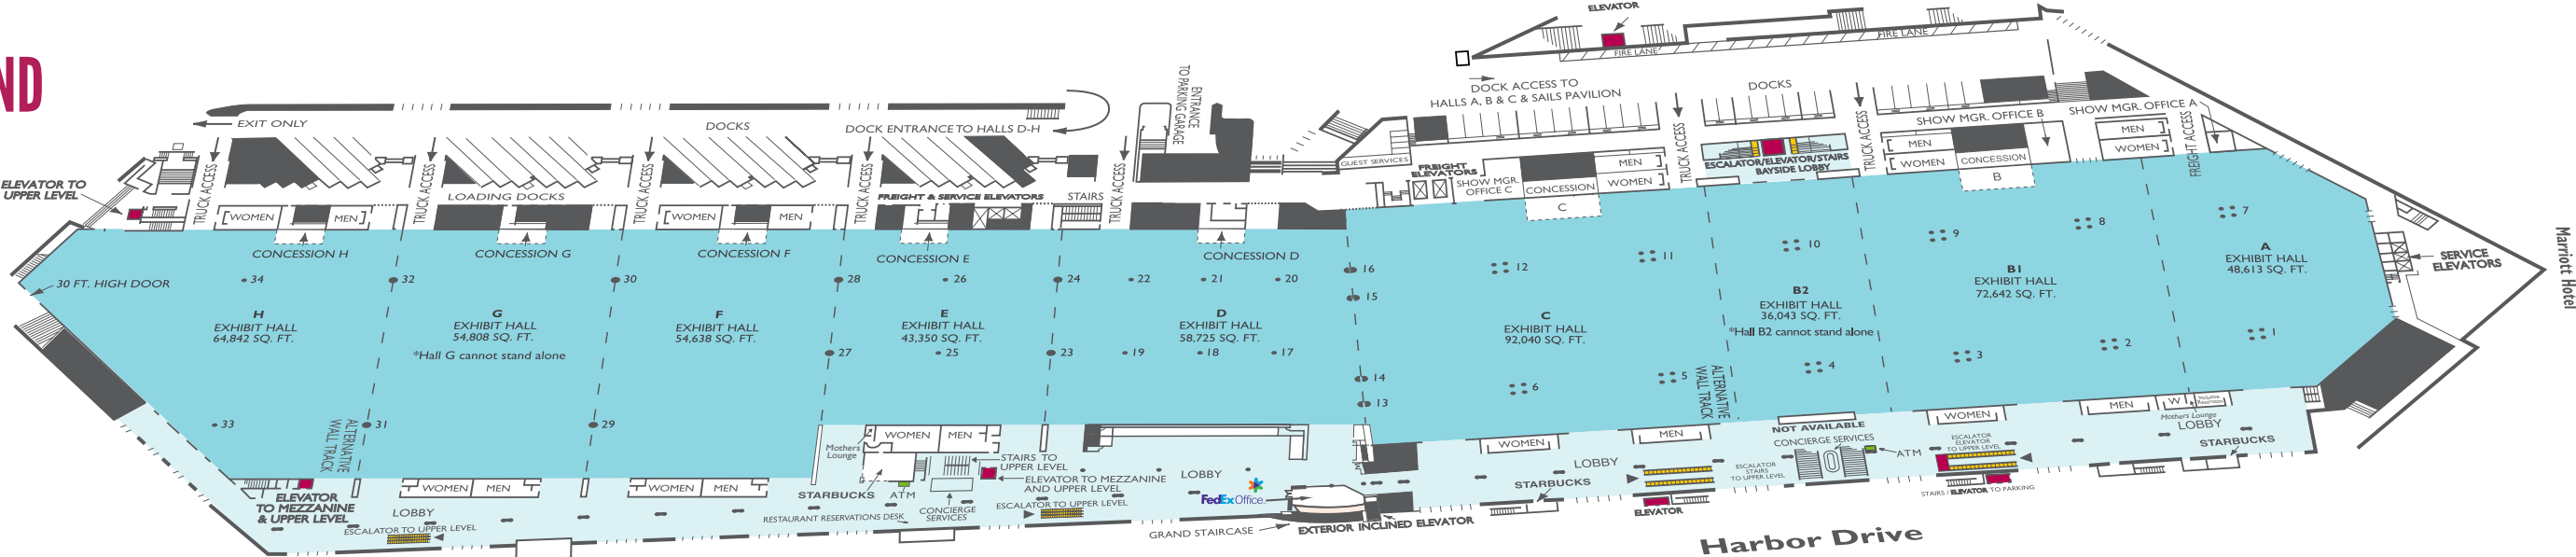 ND
ELEVATOR
FIRE LANE
FIRE LANE
TO PARKING GARAGE
ENTRANCE
DOCK ACCESS TO
HALLS A, B & C & SAILS PAVILION
DOCKS
SHOW MGR. OFFICE A
SHOW MGR. OFFICE B
EXIT ONLY
DOCKS
DOCK ENTRANCE TO HALLS D-H
TRUCK ACCESS
TRUCK ACCESS
TRUCK ACCESS
TRUCK ACCESS
TRUCK ACCESS
TRUCK ACCESS
TRUCK ACCESS
FREIGHT ACCESS
MEN
WOMEN
MEN
WOMEN
CONCESSION
B
GUEST SERVICES
FREIGHT
ELEVATORS
SHOW MGR.
OFFICE C
CONCESSION
C
MEN
WOMEN
ESCALATOR/ELEVATOR/STAIRS
BAYSIDE LOBBY
ELEVATOR TO
UPPER LEVEL
LOADING DOCKS
FREIGHT & SERVICE ELEVATORS
STAIRS
WOMEN
MEN
WOMEN
MEN
CONCESSION H
CONCESSION G
CONCESSION F
CONCESSION E
CONCESSION D
30 FT. HIGH DOOR
34
32
30
28
26
24
22
21
20
16
15
12
11
10
9
8
7
SERVICE
ELEVATORS
Marriott Hotel
H
EXHIBIT HALL
64,842 SQ. FT.
G
EXHIBIT HALL
54,808 SQ. FT.
*Hall G cannot stand alone
F
EXHIBIT HALL
54,638 SQ. FT.
E
EXHIBIT HALL
43,350 SQ. FT.
D
EXHIBIT HALL
58,725 SQ. FT.
C
EXHIBIT HALL
92,040 SQ. FT.
B2
EXHIBIT HALL
36,043 SQ. FT.
*Hall B2 cannot stand alone
B1
EXHIBIT HALL
72,642 SQ. FT.
A
EXHIBIT HALL
48,613 SQ. FT.
27
25
23
19
18
17
14
13
6
5
4
3
2
1
33
31
29
ALTERNATIVE
WALL TRACK
ALTERNATIVE
WALL TRACK
Mothers
Lounge
WOMEN
MEN
STAIRS TO
UPPER LEVEL
ELEVATOR TO MEZZANINE
AND UPPER LEVEL
LOBBY
STARBUCKS
ATM
CONCIERGE
SERVICES
ESCALATOR TO UPPER LEVEL
RESTAURANT RESERVATIONS DESK
FedEx Office
GRAND STAIRCASE
EXTERIOR INCLINED ELEVATOR
ELEVATOR
TO MEZZANINE
& UPPER LEVEL
WOMEN
MEN
WOMEN
MEN
LOBBY
ESCALATOR TO UPPER LEVEL
WOMEN
MEN
LOBBY
STARBUCKS
ELEVATOR
ESCALATOR
STAIRS
TO UPPER LEVEL
NOT AVAILABLE
CONCIERGE SERVICES
ATM
WOMEN
ESCALATOR
ELEVATOR
TO UPPER LEVEL
STAIRS / ELEVATOR TO PARKING
MEN
W
Inclusive
Restroom
Mothers Lounge
LOBBY
STARBUCKS
Harbor Drive